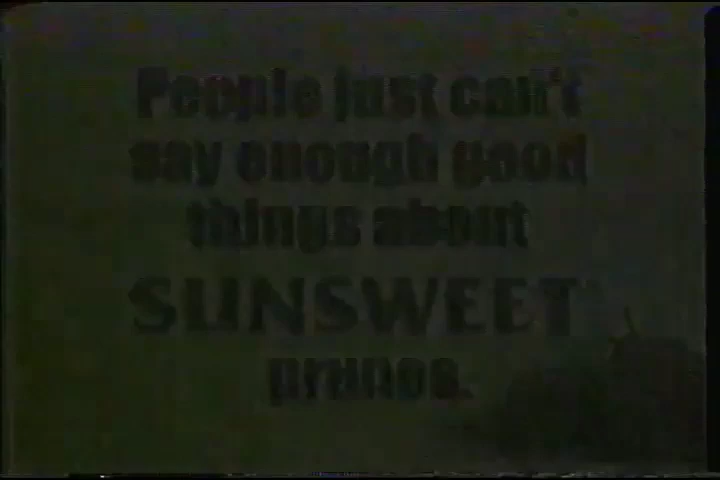 People just can't
say enough good
things about
SUNSWEET
prunes.